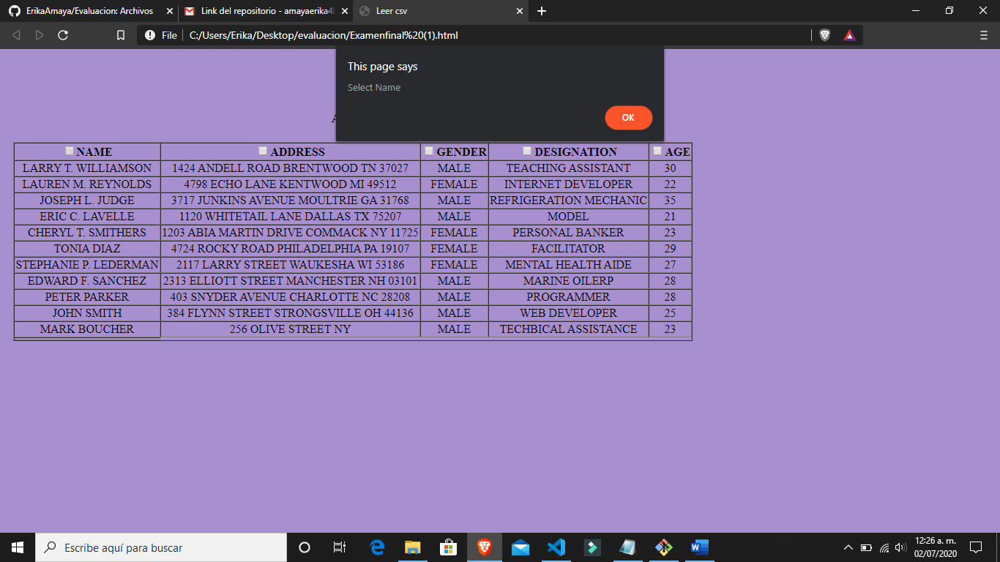 ErikaAmaya/Evaluacion: Archivos
Link del repositorio - amayaerika48
Leer csv
File C:/Users/Erika/Desktop/evaluacion/Examenfinal%20(1).html
This page says
Select Name
OK
NAME ADDRESS GENDER DESIGNATION AGE
LARRY T. WILLIAMSON 1424 ANDELL ROAD BRENTWOOD TN 37027 MALE TEACHING ASSISTANT 30
LAUREN M. REYNOLDS 4798 ECHO LANE KENTWOOD MI 49512 FEMALE INTERNET DEVELOPER 22
JOSEPH L. JUDGE 3717 JUNKINS AVENUE MOULTRIE GA 31768 MALE REFRIGERATION MECHANIC 35
ERIC C. LAVELLE 1120 WHITETAIL LANE DALLAS TX 75207 MALE MODEL 21
CHERYL T. SMITHERS 1203 ABIA MARTIN DRIVE COMMACK NY 11725 FEMALE PERSONAL BANKER 23
TONIA DIAZ 4724 ROCKY ROAD PHILADELPHIA PA 19107 FEMALE FACILITATOR 29
STEPHANIE P. LEDERMAN 2117 LARRY STREET WAUKESHA WI 53186 FEMALE MENTAL HEALTH AIDE 27
EDWARD F. SANCHEZ 2313 ELLIOTT STREET MANCHESTER NH 03101 MALE MARINE OILERP 28
PETER PARKER 403 SNYDER AVENUE CHARLOTTE NC 28208 MALE PROGRAMMER 28
JOHN SMITH 384 FLYNN STREET STRONGSVILLE OH 44136 MALE WEB DEVELOPER 25
MARK BOUCHER 256 OLIVE STREET NY MALE TECHBICAL ASSISTANCE 23
Escribe aquí para buscar
12:26 a. m.
02/07/2020